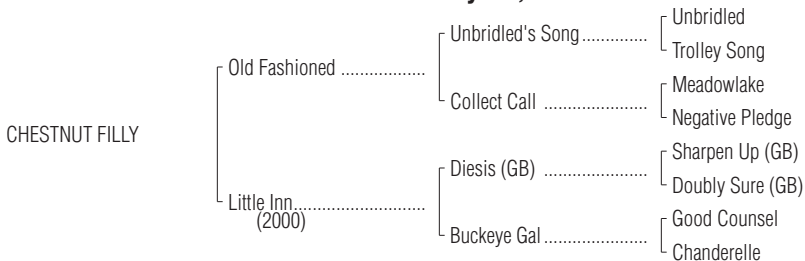 Unbridled
Unbridled's Song ..............
Trolley Song
Old Fashioned ..................
Meadowlake
Collect Call ......................
Negative Pledge
CHESTNUT FILLY
Sharpen Up (GB)
Diesis (GB) ......................
Doubly Sure (GB)
Little Inn............................
(2000)
Good Counsel
Buckeye Gal ......................
Chanderelle